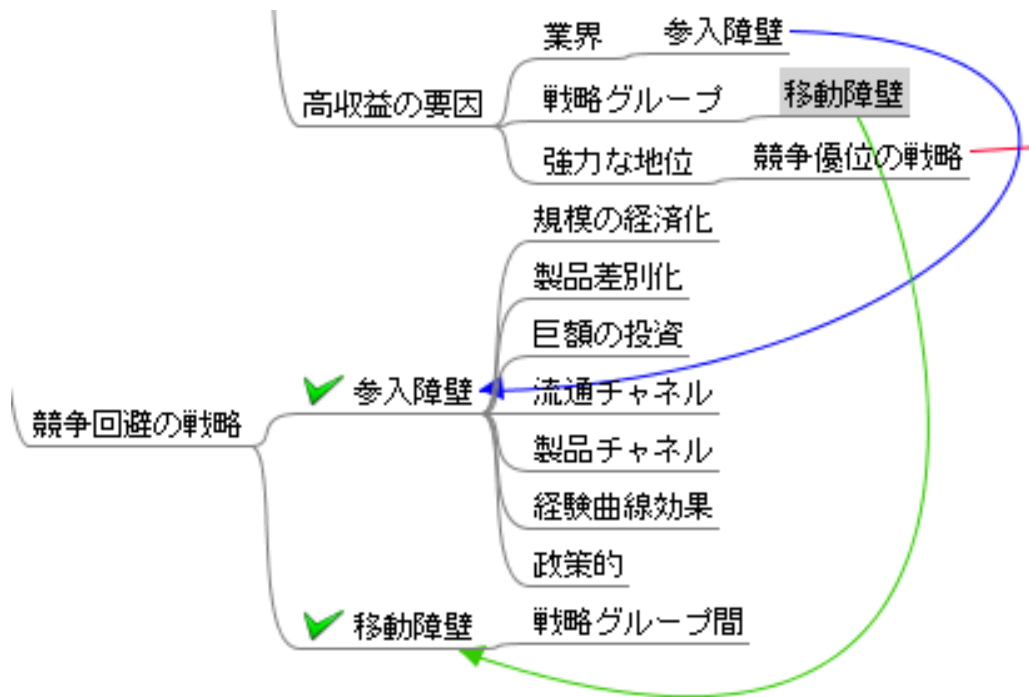 業界
参入障壁
高収益の要因
戦略グループ
移動障壁
強力な地位
競争優位の戦略
規模の経済化
製品差別化
巨額の投資
参入障壁
流通チャネル
競争回避の戦略
製品チャネル
経験曲線効果
政策的
移動障壁
戦略グループ間